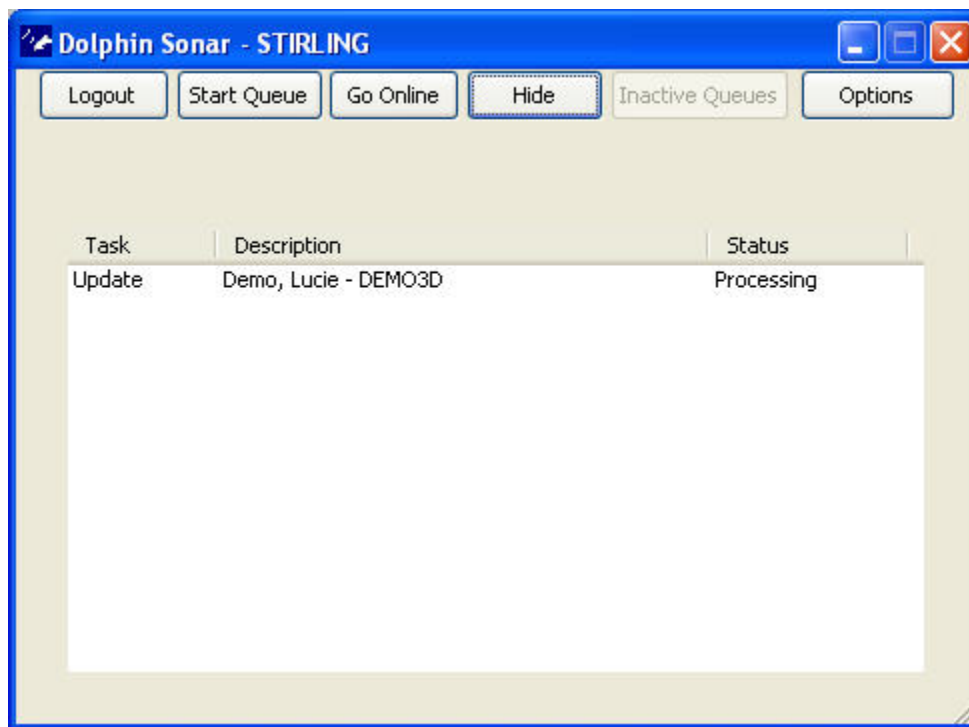 Dolphin Sonar - STIRLING
Logout Start Queue Go Online Hide Inactive Queues Options
Task Description Status
Update Demo, Lucie - DEMO3D Processing